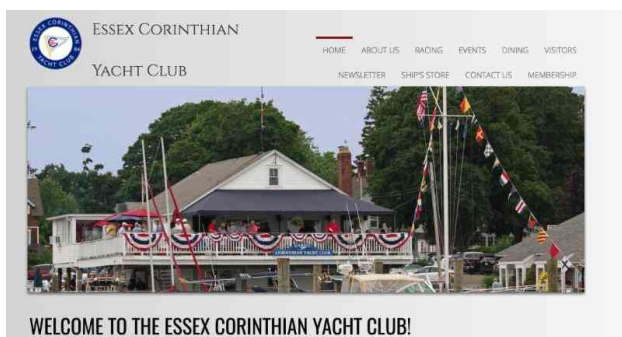 ESSEX CORINTHIAN
YACHT CLUB
ESSEX CORINTHIAN
YACHT CLUB
HOME ABOUT US RACING EVENTS DINING VISITORS
NEWSLETTER SHIP'S STORE CONTACT US MEMBERSHIP
CORINTHIAN YACHT CLUB
WELCOME TO THE ESSEX CORINTHIAN YACHT CLUB!